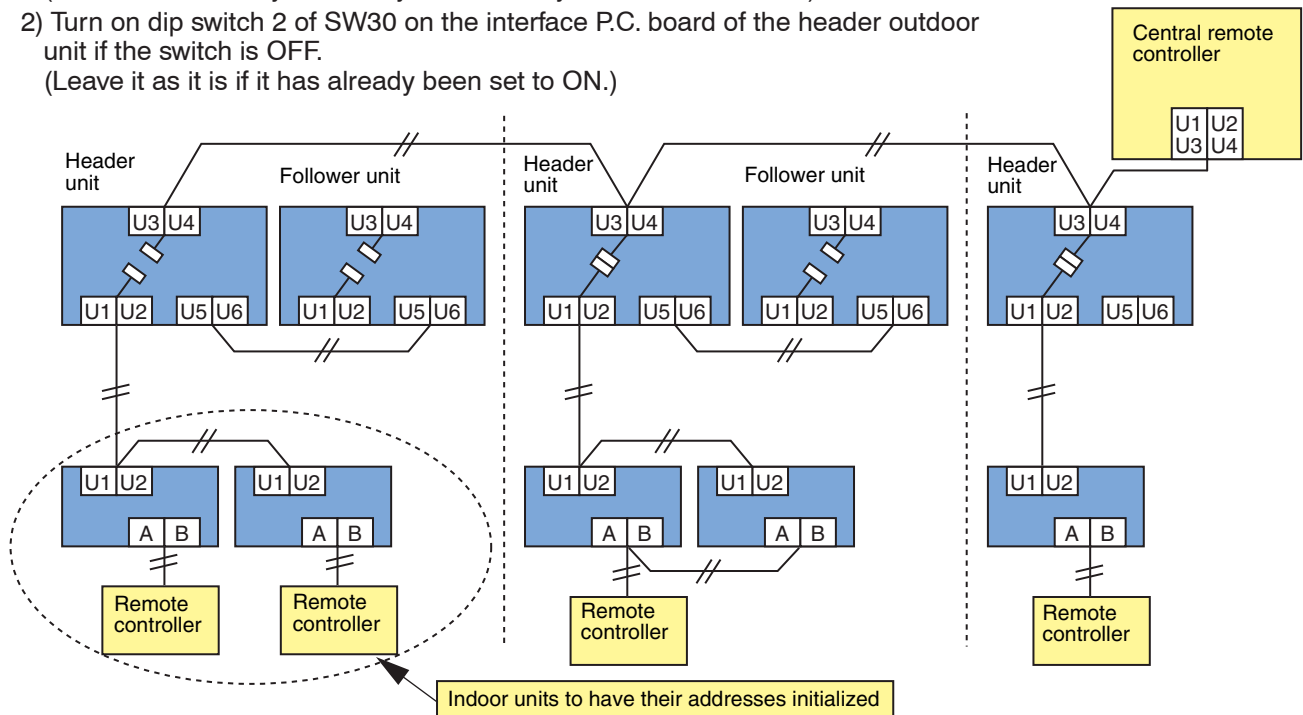 2) Turn on dip switch 2 of SW30 on the interface P.C. board of the header outdoor
unit if the switch is OFF.
(Leave it as it is if it has already been set to ON.)
Central remote
controller
U1 U2
U3 U4
Header
unit
Follower unit
Header
unit
Follower unit
Header
unit
U3 U4
U3 U4
U3 U4
U3 U4
U3 U4
U1 U2
U5 U6
U1 U2
U5 U6
U1 U2
U5 U6
U1 U2
U5 U6
U1 U2
U5 U6
U1 U2
U1 U2
U1 U2
U1 U2
U1 U2
A B
A B
A B
A B
A B
Remote
controller
Remote
controller
Remote
controller
Remote
controller
Indoor units to have their addresses initialized